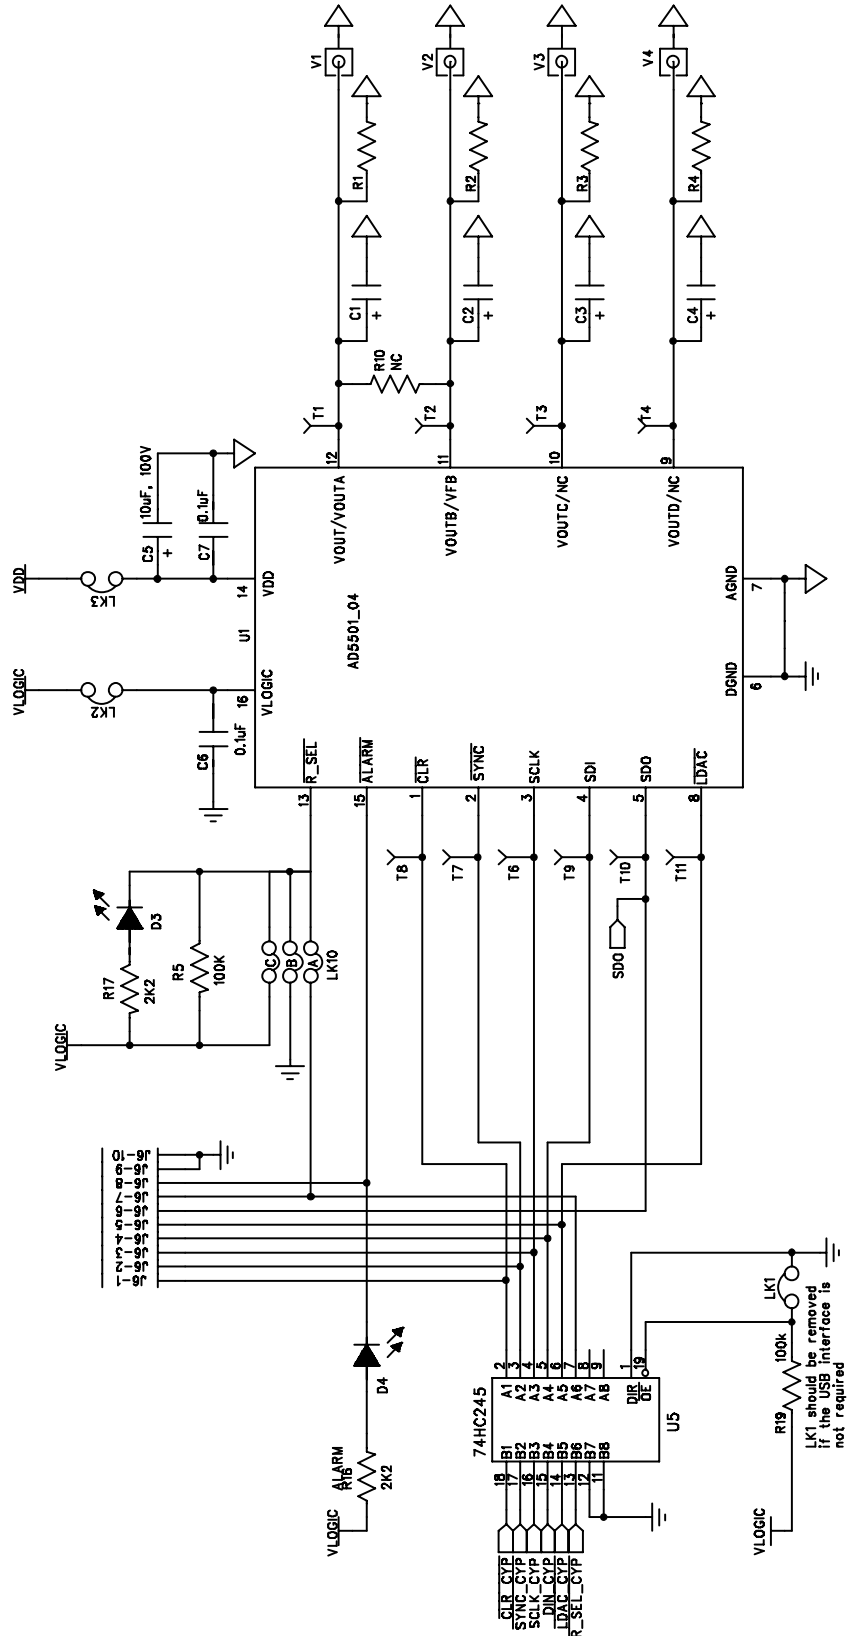 V1
V2
V3
V4
R1
R2
R3
R4
C1
+
C2
+
C3
+
C4
+
R10
NC
T1
T2
T3
T4
12
11
10
9
VOUT/VOUTA
VOUTB/VFB
VOUTC/NC
VOUTD/NC
VDD
LK3
C5
+
10uF, 100V
C7
0.1uF
14
VDD
VLOGIC
LK2
C6
0.1uF
16
VLOGIC
U1
AD5501_04
AGND
7
DGND
6
R_SEL
13
ALARM
15
CLR
1
SYNC
2
SCLK
3
SDI
4
SDO
5
LDAC
8
T8
T7
T6
T9
T10
T11
SDO
D3
R17
2K2
R5
100K
VLOGIC
C
B
A
LK10
J6-10
J6-9
J6-8
J6-7
J6-6
J6-5
J6-4
J6-3
J6-2
J6-1
D4
ALARM
R16
2K2
VLOGIC
74HC245
U5
2
3
4
5
6
7
8
9
1
19
A1
A2
A3
A4
A5
A6
A7
A8
DIR
OE
B1
B2
B3
B4
B5
B6
B7
B8
18
17
16
15
14
13
12
11
CLR_CYP
SYNC_CYP
SCLK_CYP
DIN_CYP
LDAC_CYP
R_SEL_CYP
LK1
100k
R19
VLOGIC
LK1 should be removed
if the USB interface is
not required